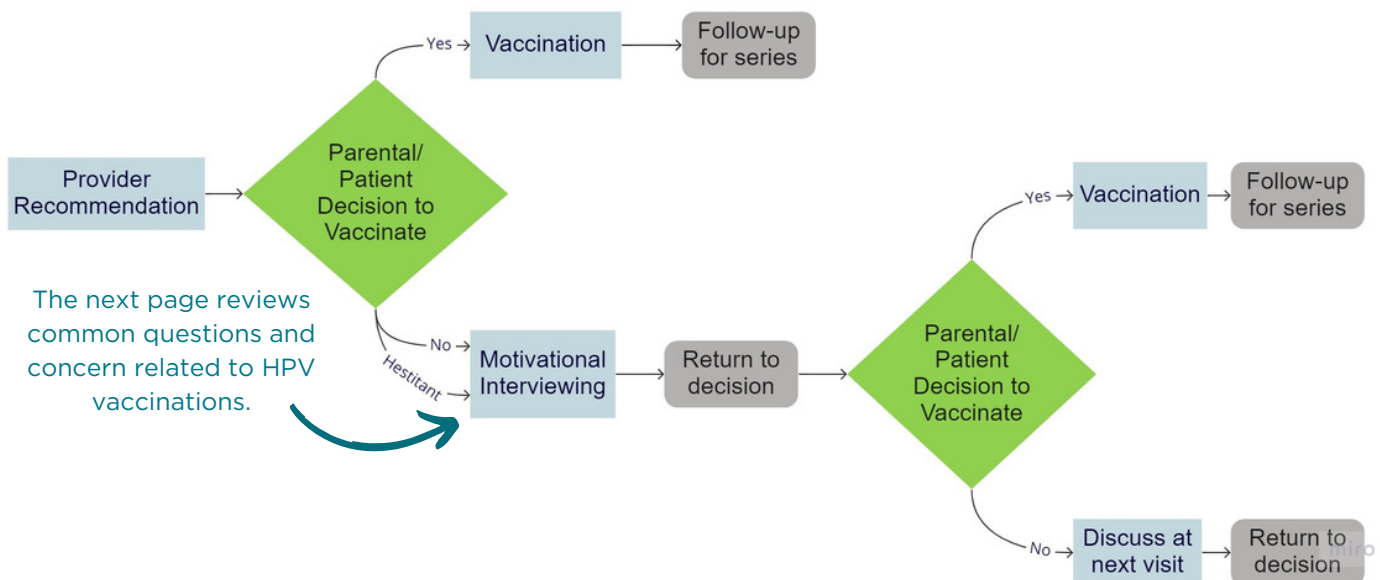 Provider
Recommendation
Parental/
Patient
Decision to
Vaccinate
Yes
Vaccination
Follow-up
for series
The next page reviews
common questions and
concern related to HPV
vaccinations.
No
Hestitant
Motivational
Interviewing
Return to
decision
Parental/
Patient
Decision to
Vaccinate
Yes
Vaccination
Follow-up
for series
No
Discuss at
next visit
Return to
decision
miro